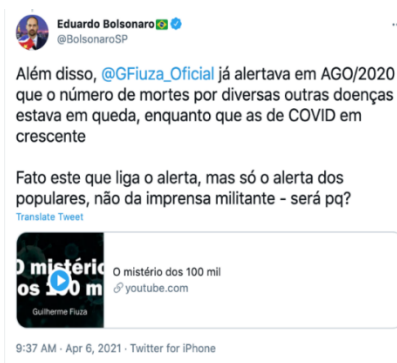 Eduardo Bolsonaro🇧🇷
@BolsonaroSP
Além disso, @GFiuza_Oficial já alertava em AGO/2020
que o número de mortes por diversas outras doenças
estava em queda, enquanto que as de COVID em
crescente
Fato este que liga o alerta, mas só o alerta dos
populares, não da imprensa militante - será pq?
Translate Tweet
O mistério
os 100 m
Guilherme Fiuza
O mistério dos 100 mil
youtube.com
9:37 AM · Apr 6, 2021 · Twitter for iPhone